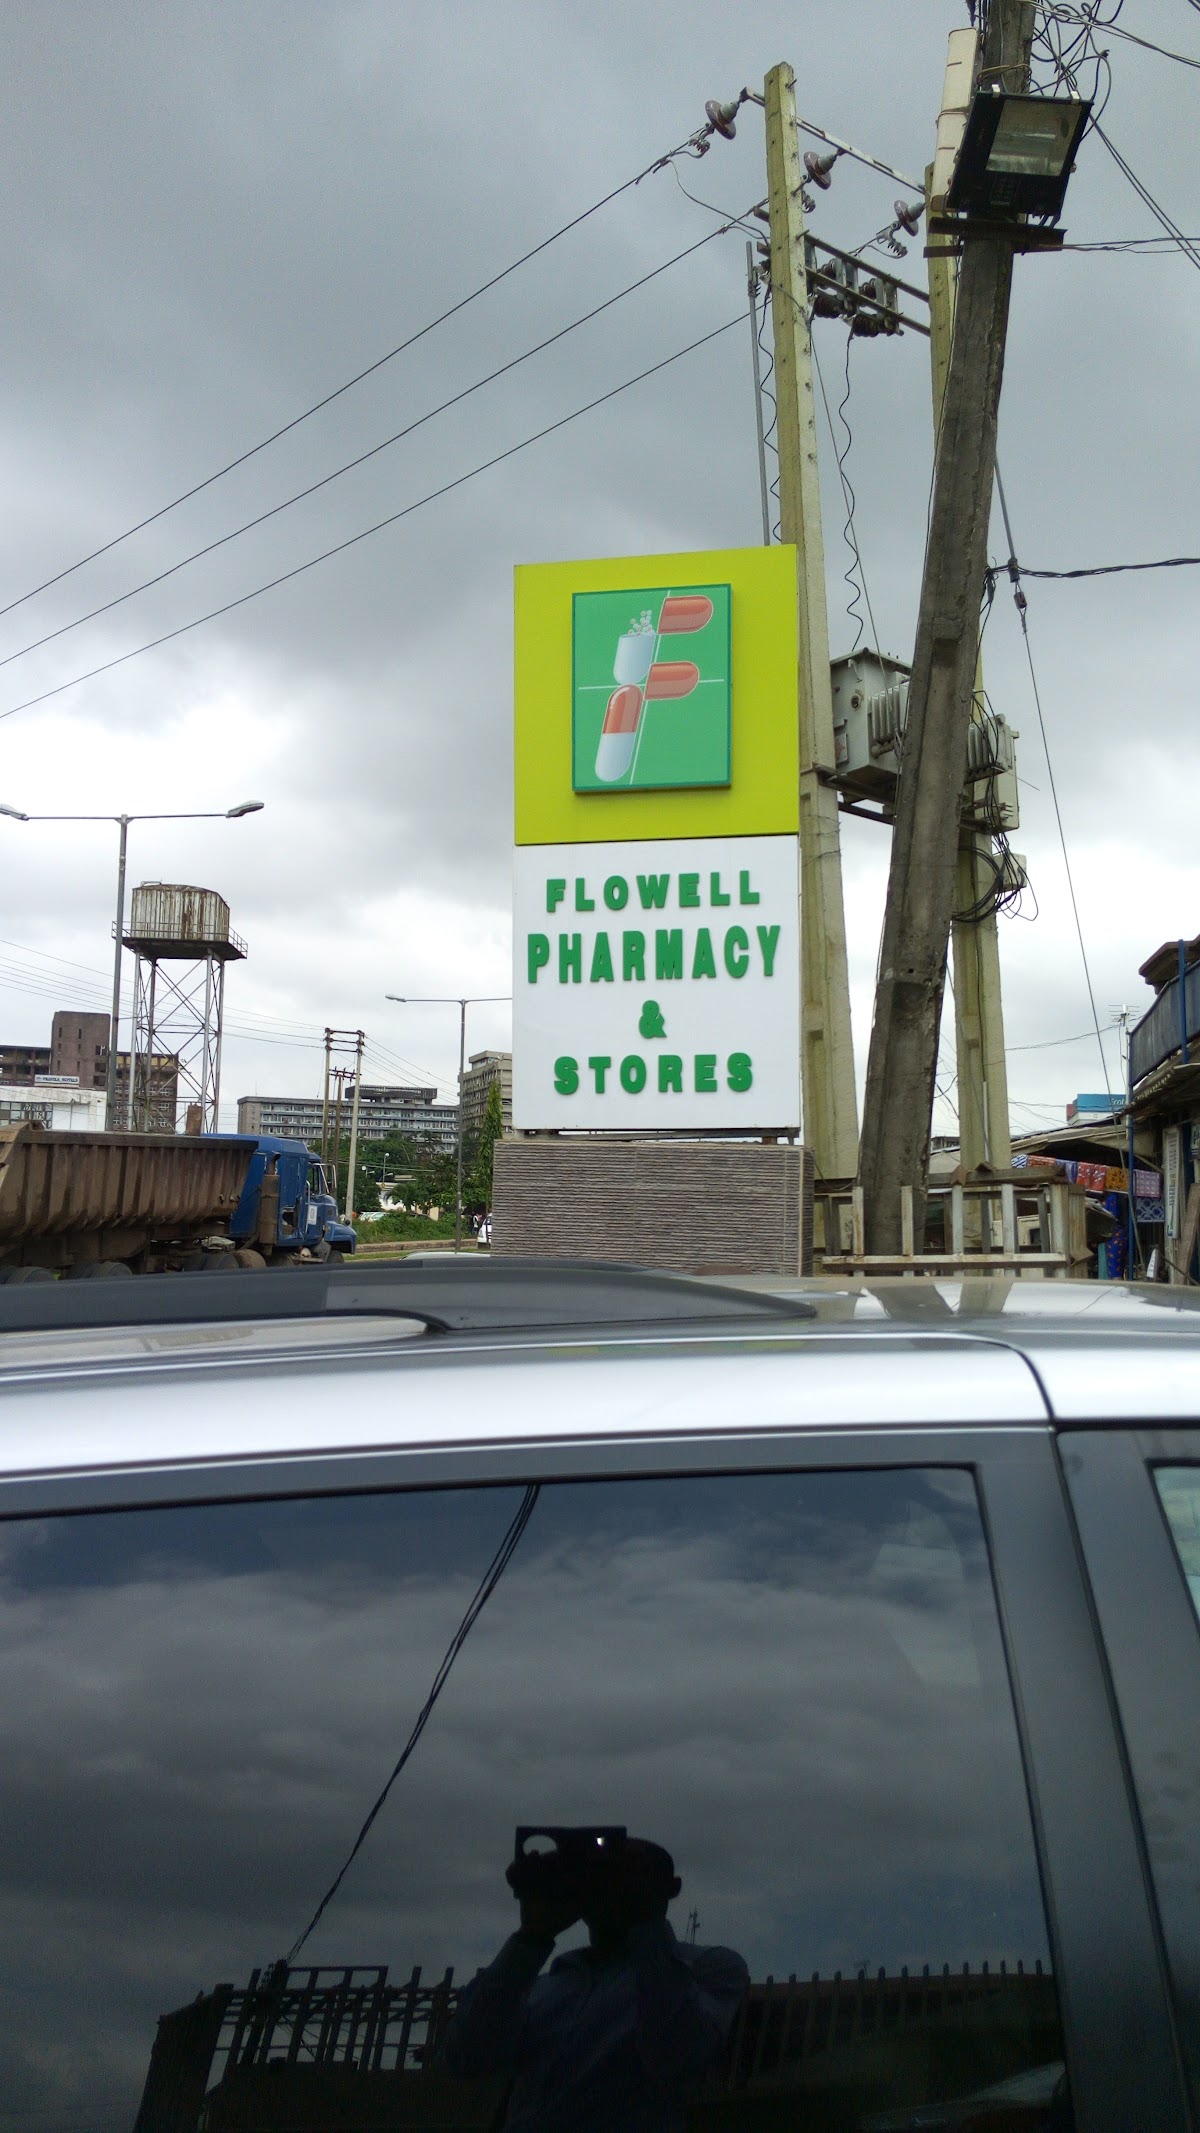 FLOWELL
PHARMACY
&
STORES